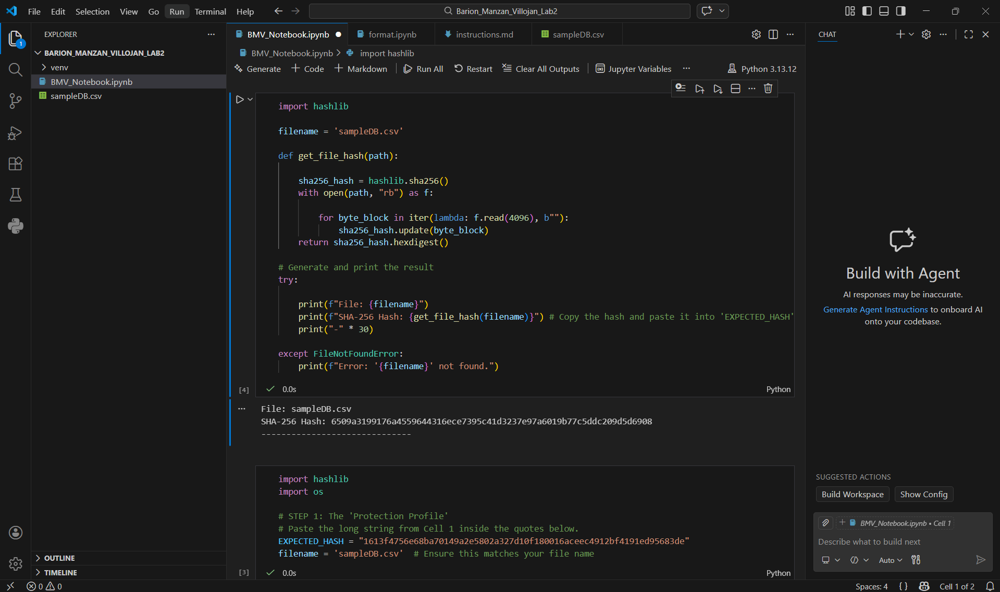 File Edit Selection View Go Run Terminal Help
Barion_Manzan_Villojan_Lab2
EXPLORER
BARION_MANZAN_VILLOJAN_LAB2
venv
BMV_Notebook.ipynb
sampleDB.csv
OUTLINE
TIMELINE
BMV_Notebook.ipynb format.ipynb instructions.md sampleDB.csv
BMV_Notebook.ipynb > import hashlib
Generate + Code + Markdown Run All Restart Clear All Outputs Jupyter Variables Python 3.13.12
import hashlib
filename = 'sampleDB.csv'
def get_file_hash(path):
sha256_hash = hashlib.sha256()
with open(path, "rb") as f:
for byte_block in iter(lambda: f.read(4096), b""):
sha256_hash.update(byte_block)
return sha256_hash.hexdigest()
# Generate and print the result
try:
print(f"File: {filename}")
print(f"SHA-256 Hash: {get_file_hash(filename)}") # Copy the hash and paste it into 'EXPECTED_HASH'
print("-" * 30)
except FileNotFoundError:
print(f"Error: '{filename}' not found.")
[4] 0.0s Python
File: sampleDB.csv
SHA-256 Hash: 6509a3199176a4559644316ece7395c41d3237e97a6019b77c5ddc209d5d6908
------------------------------
import hashlib
import os
# STEP 1: The 'Protection Profile'
# Paste the long string from Cell 1 inside the quotes below.
EXPECTED_HASH = "1613f4756e68ba70149a2e5802a327d10f180016aceec4912bf4191ed95683de"
filename = 'sampleDB.csv' # Ensure this matches your file name
[3] 0.0s Python
CHAT
Build with Agent
AI responses may be inaccurate.
Generate Agent Instructions to onboard AI
onto your codebase.
SUGGESTED ACTIONS
Build Workspace Show Config
+ BMV_Notebook.ipynb • Cell 1
Describe what to build next
Auto
0 0
Spaces: 4 { } Cell 1 of 2
1